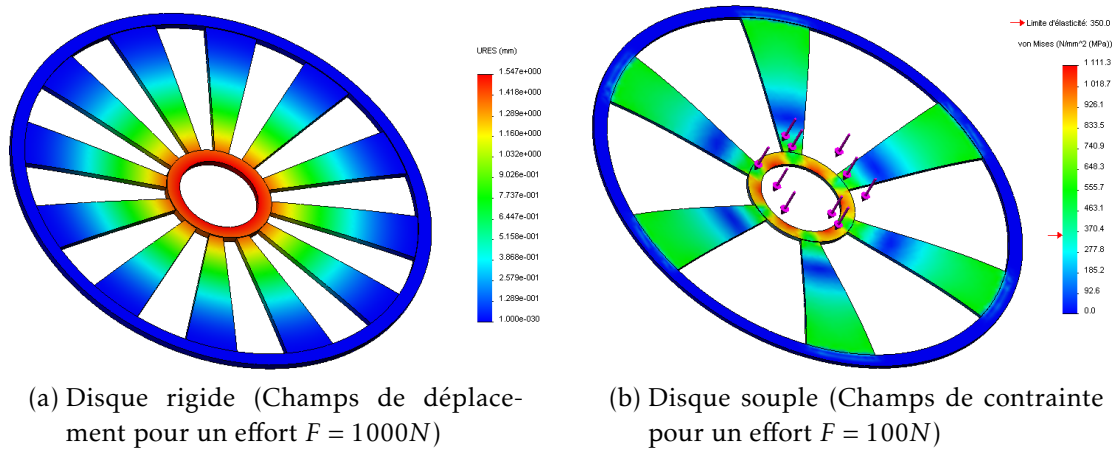 URES (mm)
1.547e+000
1.418e+000
1.289e+000
1.160e+000
1.032e+000
9.026e-001
7.737e-001
6.447e-001
5.158e-001
3.868e-001
2.579e-001
1.289e-001
1.000e-030
Limite d'élasticité: 350.0
von Mises (N/mm^2 (MPa))
1 111.3
1 018.7
926.1
833.5
740.9
648.3
555.7
463.1
370.4
277.8
185.2
92.6
0.0
(a) Disque rigide (Champs de déplace-
ment pour un effort F = 1000N)
(b) Disque souple (Champs de contrainte
pour un effort F = 100N)